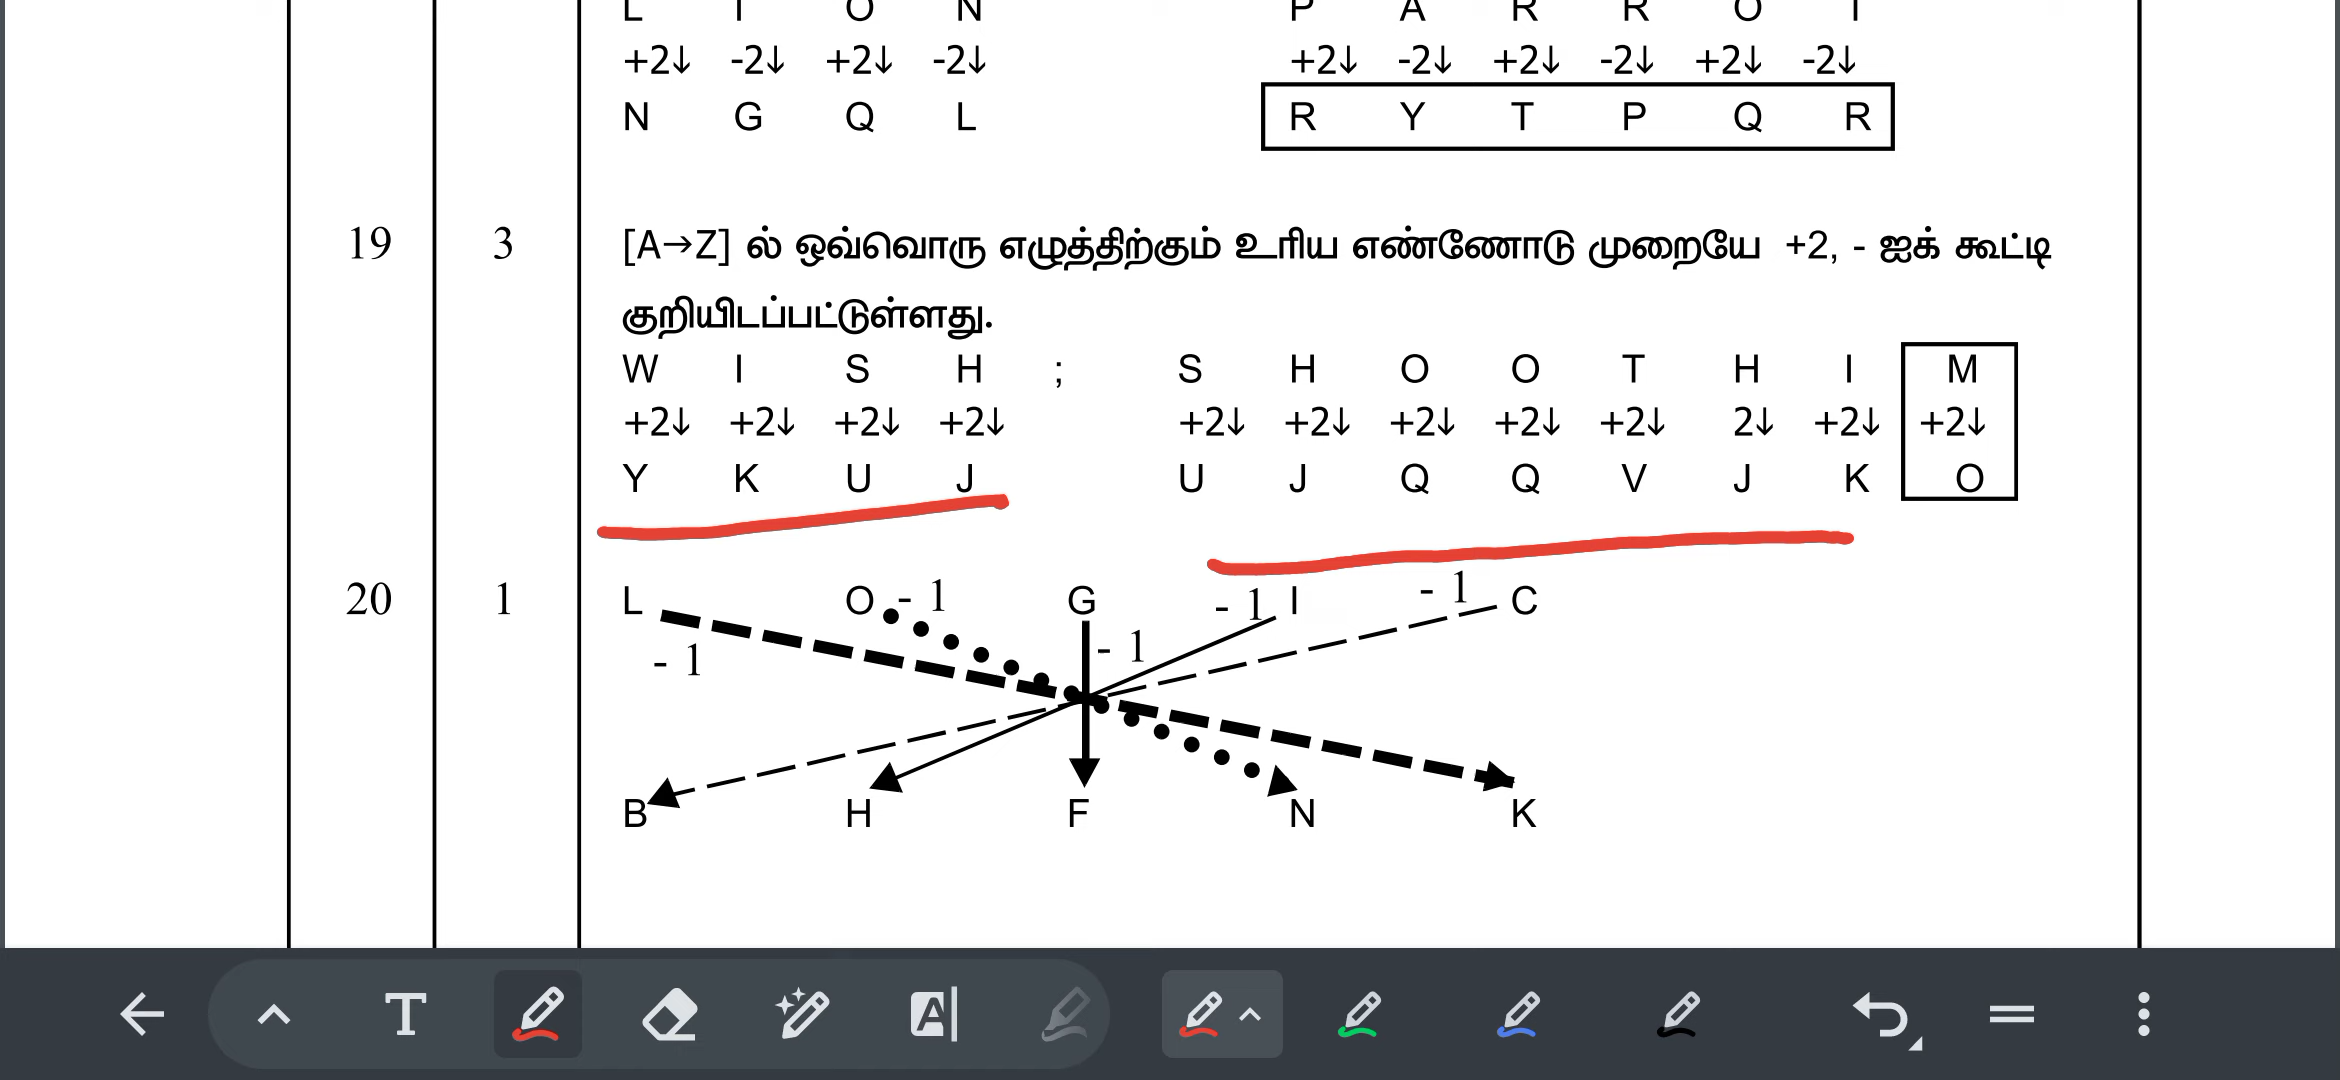 L I O N P A R R O T
+2↓ -2↓ +2↓ -2↓ +2↓ -2↓ +2↓ -2↓ +2↓ -2↓
N G Q L R Y T P Q R
19 3 [A→Z] ல் ஒவ்வொரு எழுத்திற்கும் உரிய எண்ணோடு முறையே +2, - ஐக் கூட்டி
குறியிடப்பட்டுள்ளது.
W I S H ; S H O O T H I M
+2↓ +2↓ +2↓ +2↓ +2↓ +2↓ +2↓ +2↓ +2↓ 2↓ +2↓ +2↓
Y K U J U J Q Q V J K O
20 1 L O - 1 G - 1 I - 1 C
- 1 - 1
B H F N K
T A